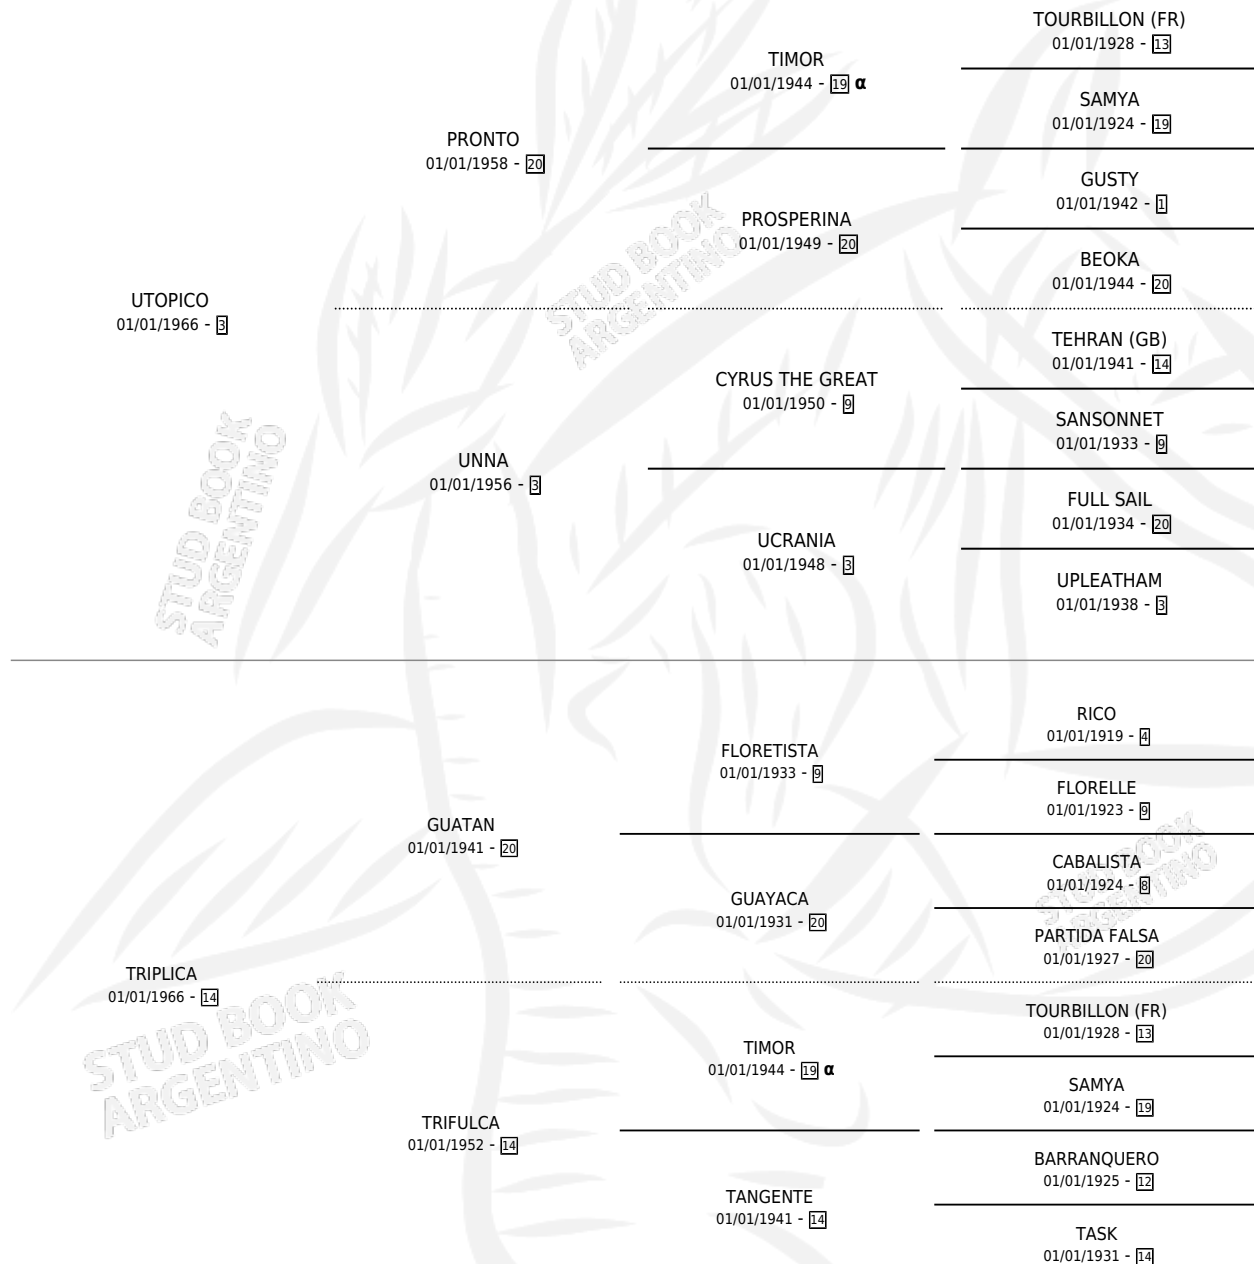 TOURBILLON (FR)
01/01/1928 - 13
TIMOR
01/01/1944 - 19 α
SAMYA
01/01/1924 - 19
PRONTO
01/01/1958 - 20
GUSTY
01/01/1942 - 1
PROSPERINA
01/01/1949 - 20
BEOKA
01/01/1944 - 20
UTOPICO
01/01/1966 - 3
STUD BOOK
ARGENTINO
TEHRAN (GB)
01/01/1941 - 14
CYRUS THE GREAT
01/01/1950 - 9
SANSONNET
01/01/1933 - 9
UNNA
01/01/1956 - 3
FULL SAIL
01/01/1934 - 20
UCRANIA
01/01/1948 - 3
UPLEATHAM
01/01/1938 - 3
STUD BOOK
ARGENTINO
RICO
01/01/1919 - 4
FLORETISTA
01/01/1933 - 9
FLORELLE
01/01/1923 - 9
GUATAN
01/01/1941 - 20
CABALISTA
01/01/1924 - 8
GUAYACA
01/01/1931 - 20
STUD BOOK
ARGENTINO
PARTIDA FALSA
01/01/1927 - 20
TRIPLICA
01/01/1966 - 14
STUD BOOK
ARGENTINO
TOURBILLON (FR)
01/01/1928 - 13
TIMOR
01/01/1944 - 19 α
SAMYA
01/01/1924 - 19
TRIFULCA
01/01/1952 - 14
BARRANQUERO
01/01/1925 - 12
TANGENTE
01/01/1941 - 14
TASK
01/01/1931 - 14